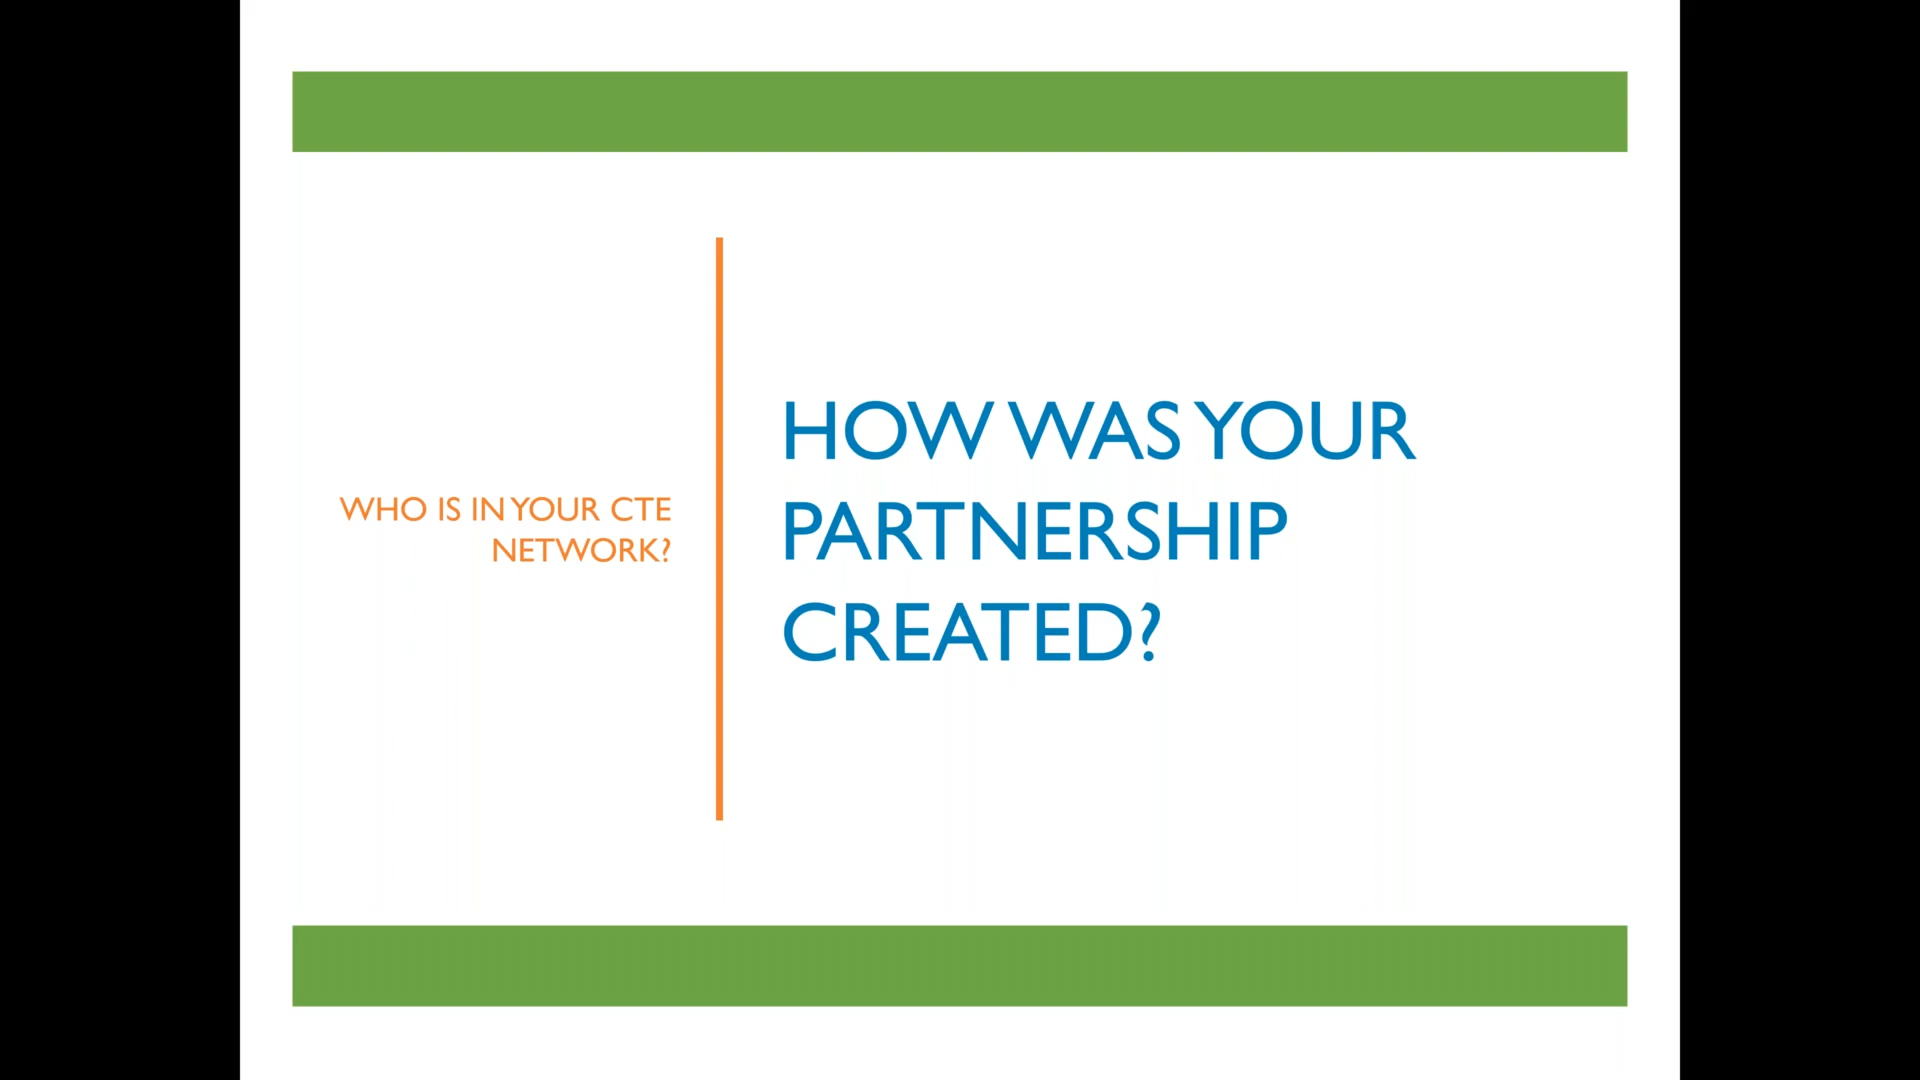 WHO IS IN YOUR CTE
NETWORK?
HOW WAS YOUR
PARTNERSHIP
CREATED?